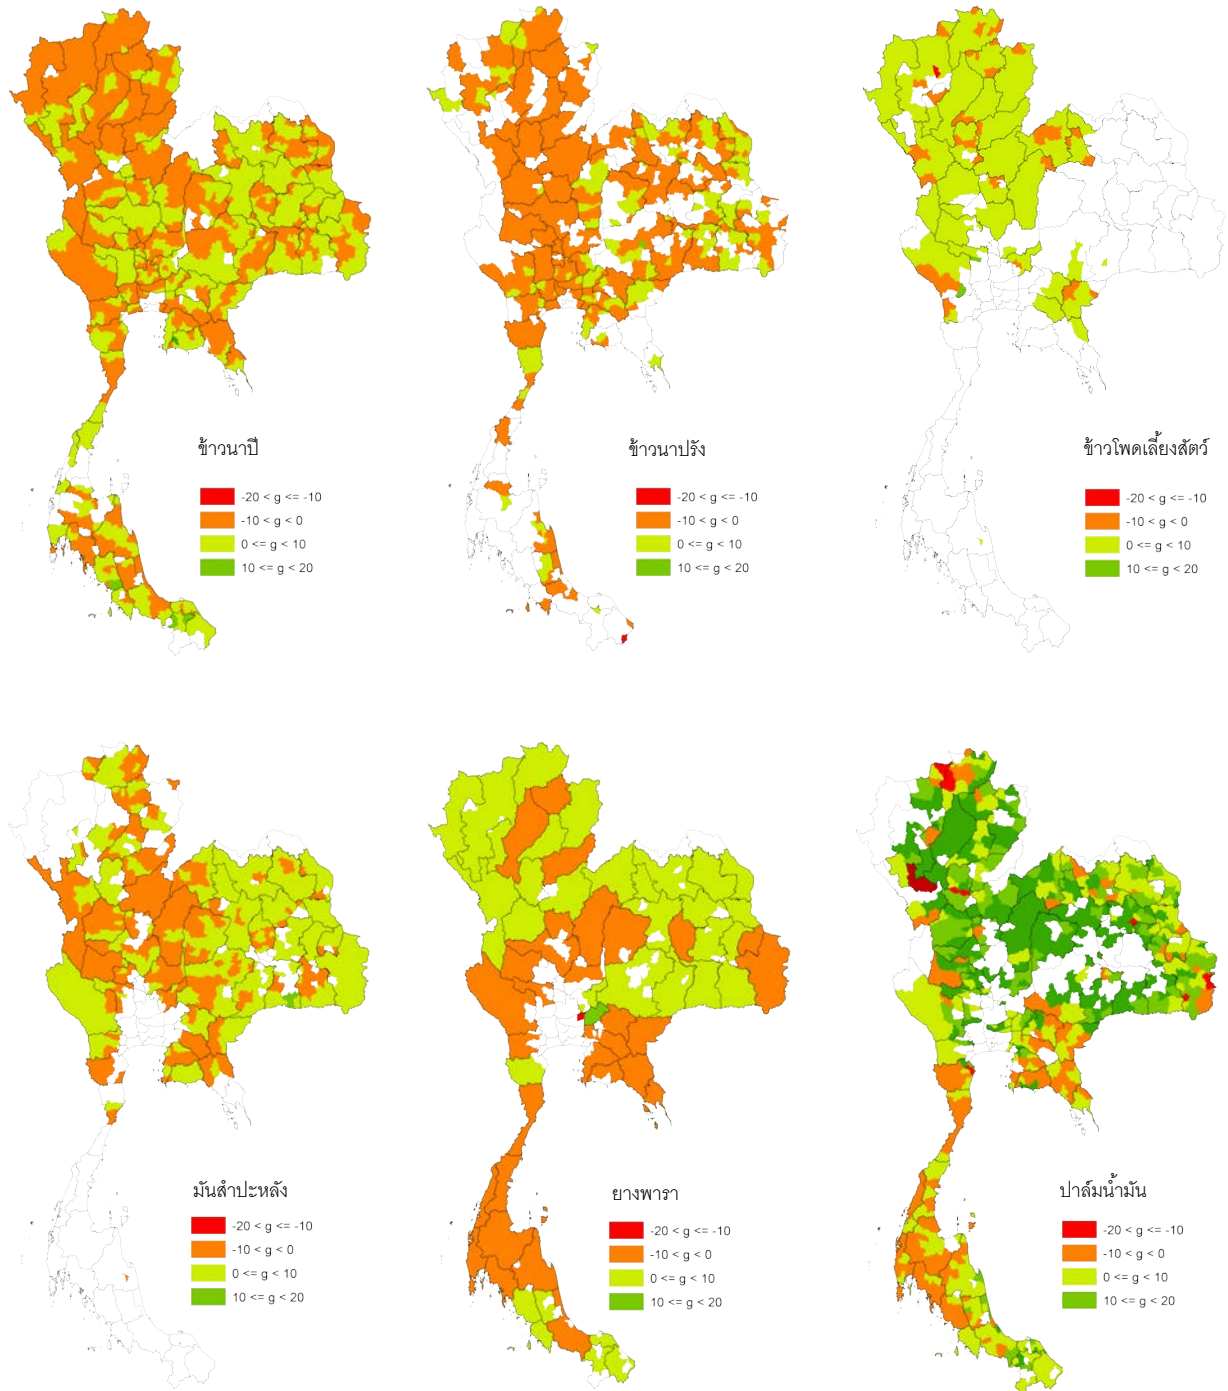 ข้าวนาปี
-20 < g <= -10
-10 < g < 0
0 <= g < 10
10 <= g < 20
ข้าวนาปรัง
-20 < g <= -10
-10 < g < 0
0 <= g < 10
10 <= g < 20
ข้าวโพดเลี้ยงสัตว์
-20 < g <= -10
-10 < g < 0
0 <= g < 10
10 <= g < 20
มันสำปะหลัง
-20 < g <= -10
-10 < g < 0
0 <= g < 10
10 <= g < 20
ยางพารา
-20 < g <= -10
-10 < g < 0
0 <= g < 10
10 <= g < 20
ปาล์มน้ำมัน
-20 < g <= -10
-10 < g < 0
0 <= g < 10
10 <= g < 20